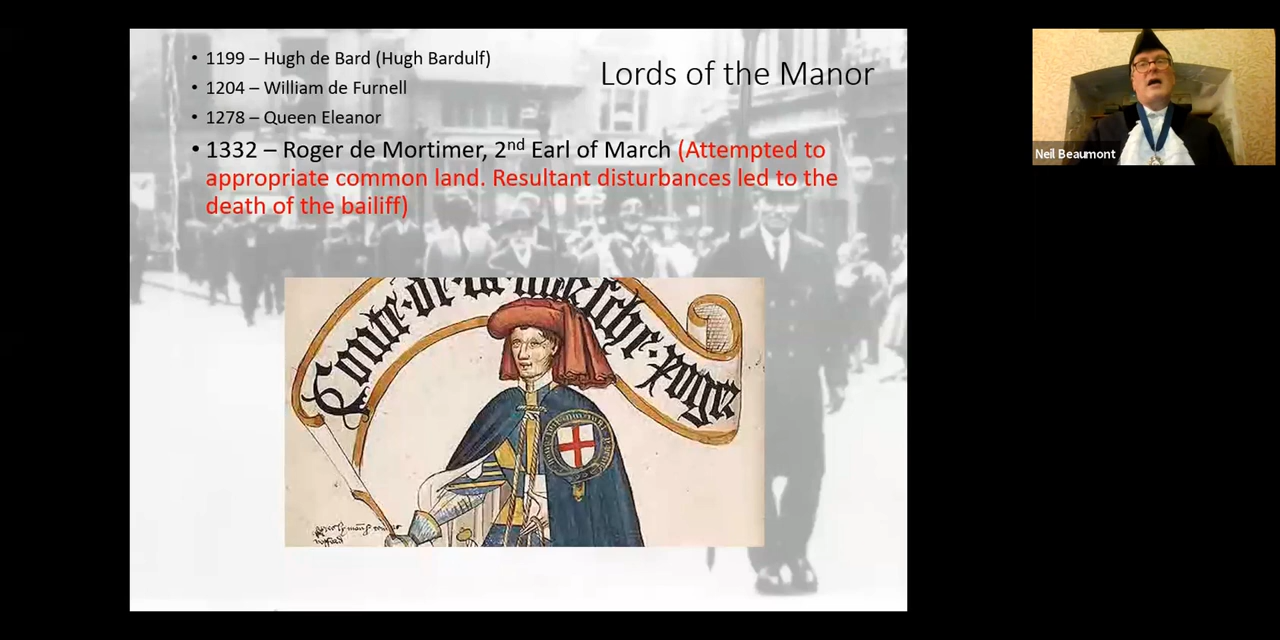 • 1199 – Hugh de Bard (Hugh Bardulf)
Lords of the Manor
• 1204 – William de Furnell
• 1278 – Queen Eleanor
• 1332 – Roger de Mortimer, 2nd Earl of March (Attempted to
appropriate common land. Resultant disturbances led to the
death of the bailiff)
Neil Beaumont